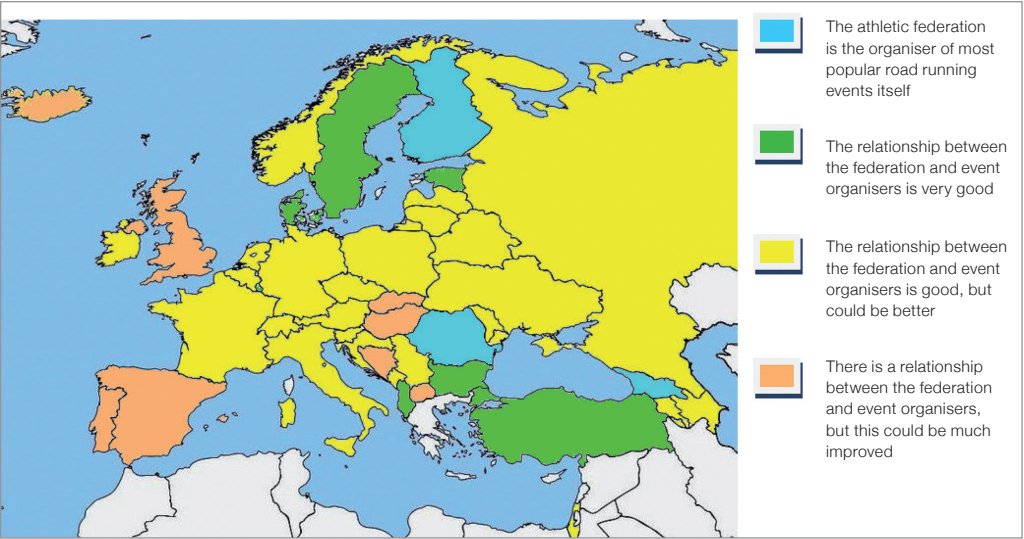 The athletic federation
is the organiser of most
popular road running
events itself
The relationship between
the federation and event
organisers is very good
The relationship between
the federation and event
organisers is good, but
could be better
There is a relationship
between the federation
and event organisers,
but this could be much
improved